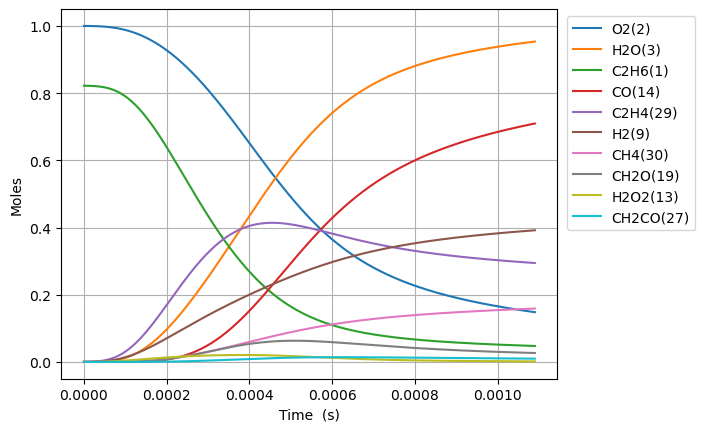 1.0
0.8
0.6
0.4
0.2
0.0
Moles
0.0000
0.0002
0.0004
0.0006
0.0008
0.0010
Time (s)
O2(2)
H2O(3)
C2H6(1)
CO(14)
C2H4(29)
H2(9)
CH4(30)
CH2O(19)
H2O2(13)
CH2CO(27)